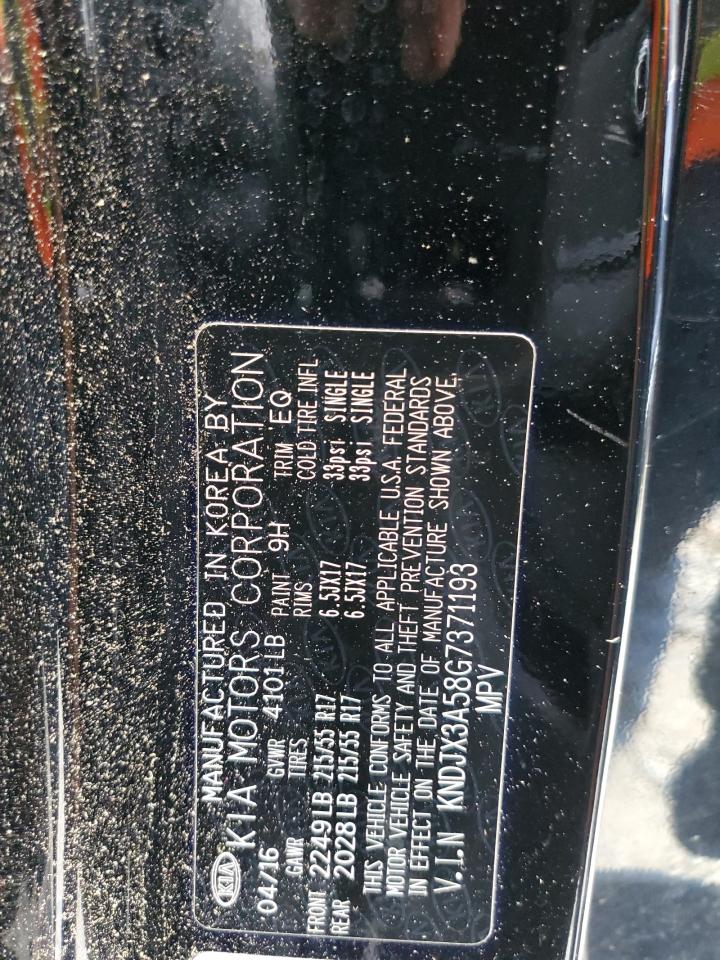 KIA MANUFACTURED IN KOREA BY
KIA MOTORS CORPORATION
04/16 GVWR 4101LB PAINT 9H TRIM EQ
GAWR TIRES RIMS COLD TIRE INFL
FRONT 2249LB 215/55 R17 6.5JX17 33psi SINGLE
REAR 2028LB 215/55 R17 6.5JX17 33psi SINGLE
THIS VEHICLE CONFORMS TO ALL APPLICABLE U.S.A. FEDERAL
MOTOR VEHICLE SAFETY AND THEFT PREVENTION STANDARDS
IN EFFECT ON THE DATE OF MANUFACTURE SHOWN ABOVE.
V.I.N KNDJX3A58G7371193
MPV